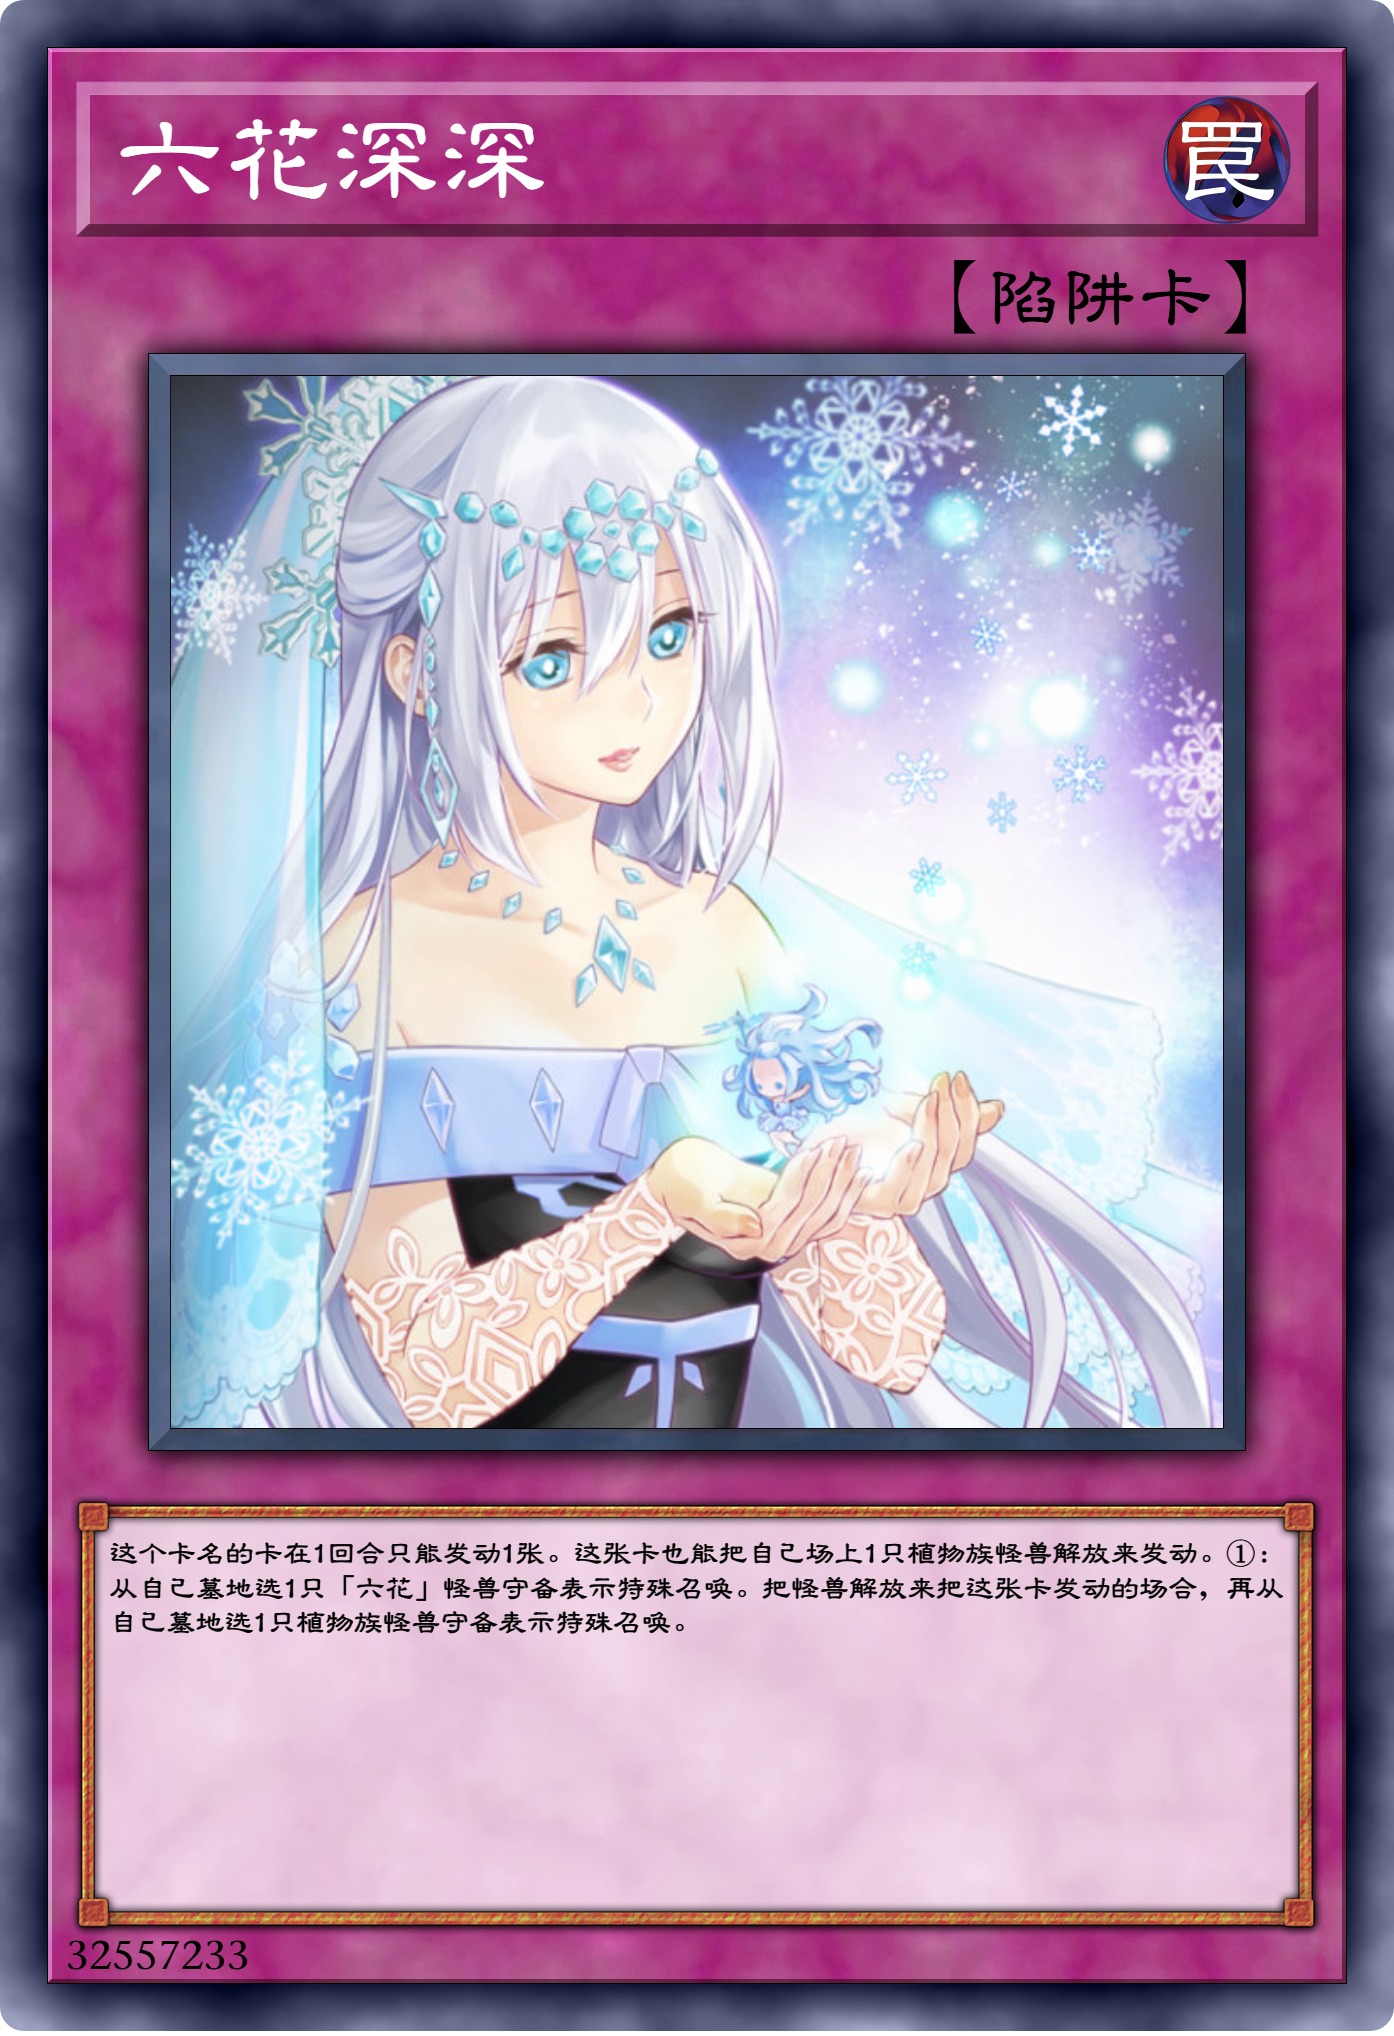 六花深深
罠
【陷阱卡】
这个卡名的卡在1回合只能发动1张。这张卡也能把自己场上1只植物族怪兽解放来发动。①：
从自己墓地选1只「六花」怪兽守备表示特殊召唤。把怪兽解放来把这张卡发动的场合，再从
自己墓地选1只植物族怪兽守备表示特殊召唤。
32557233